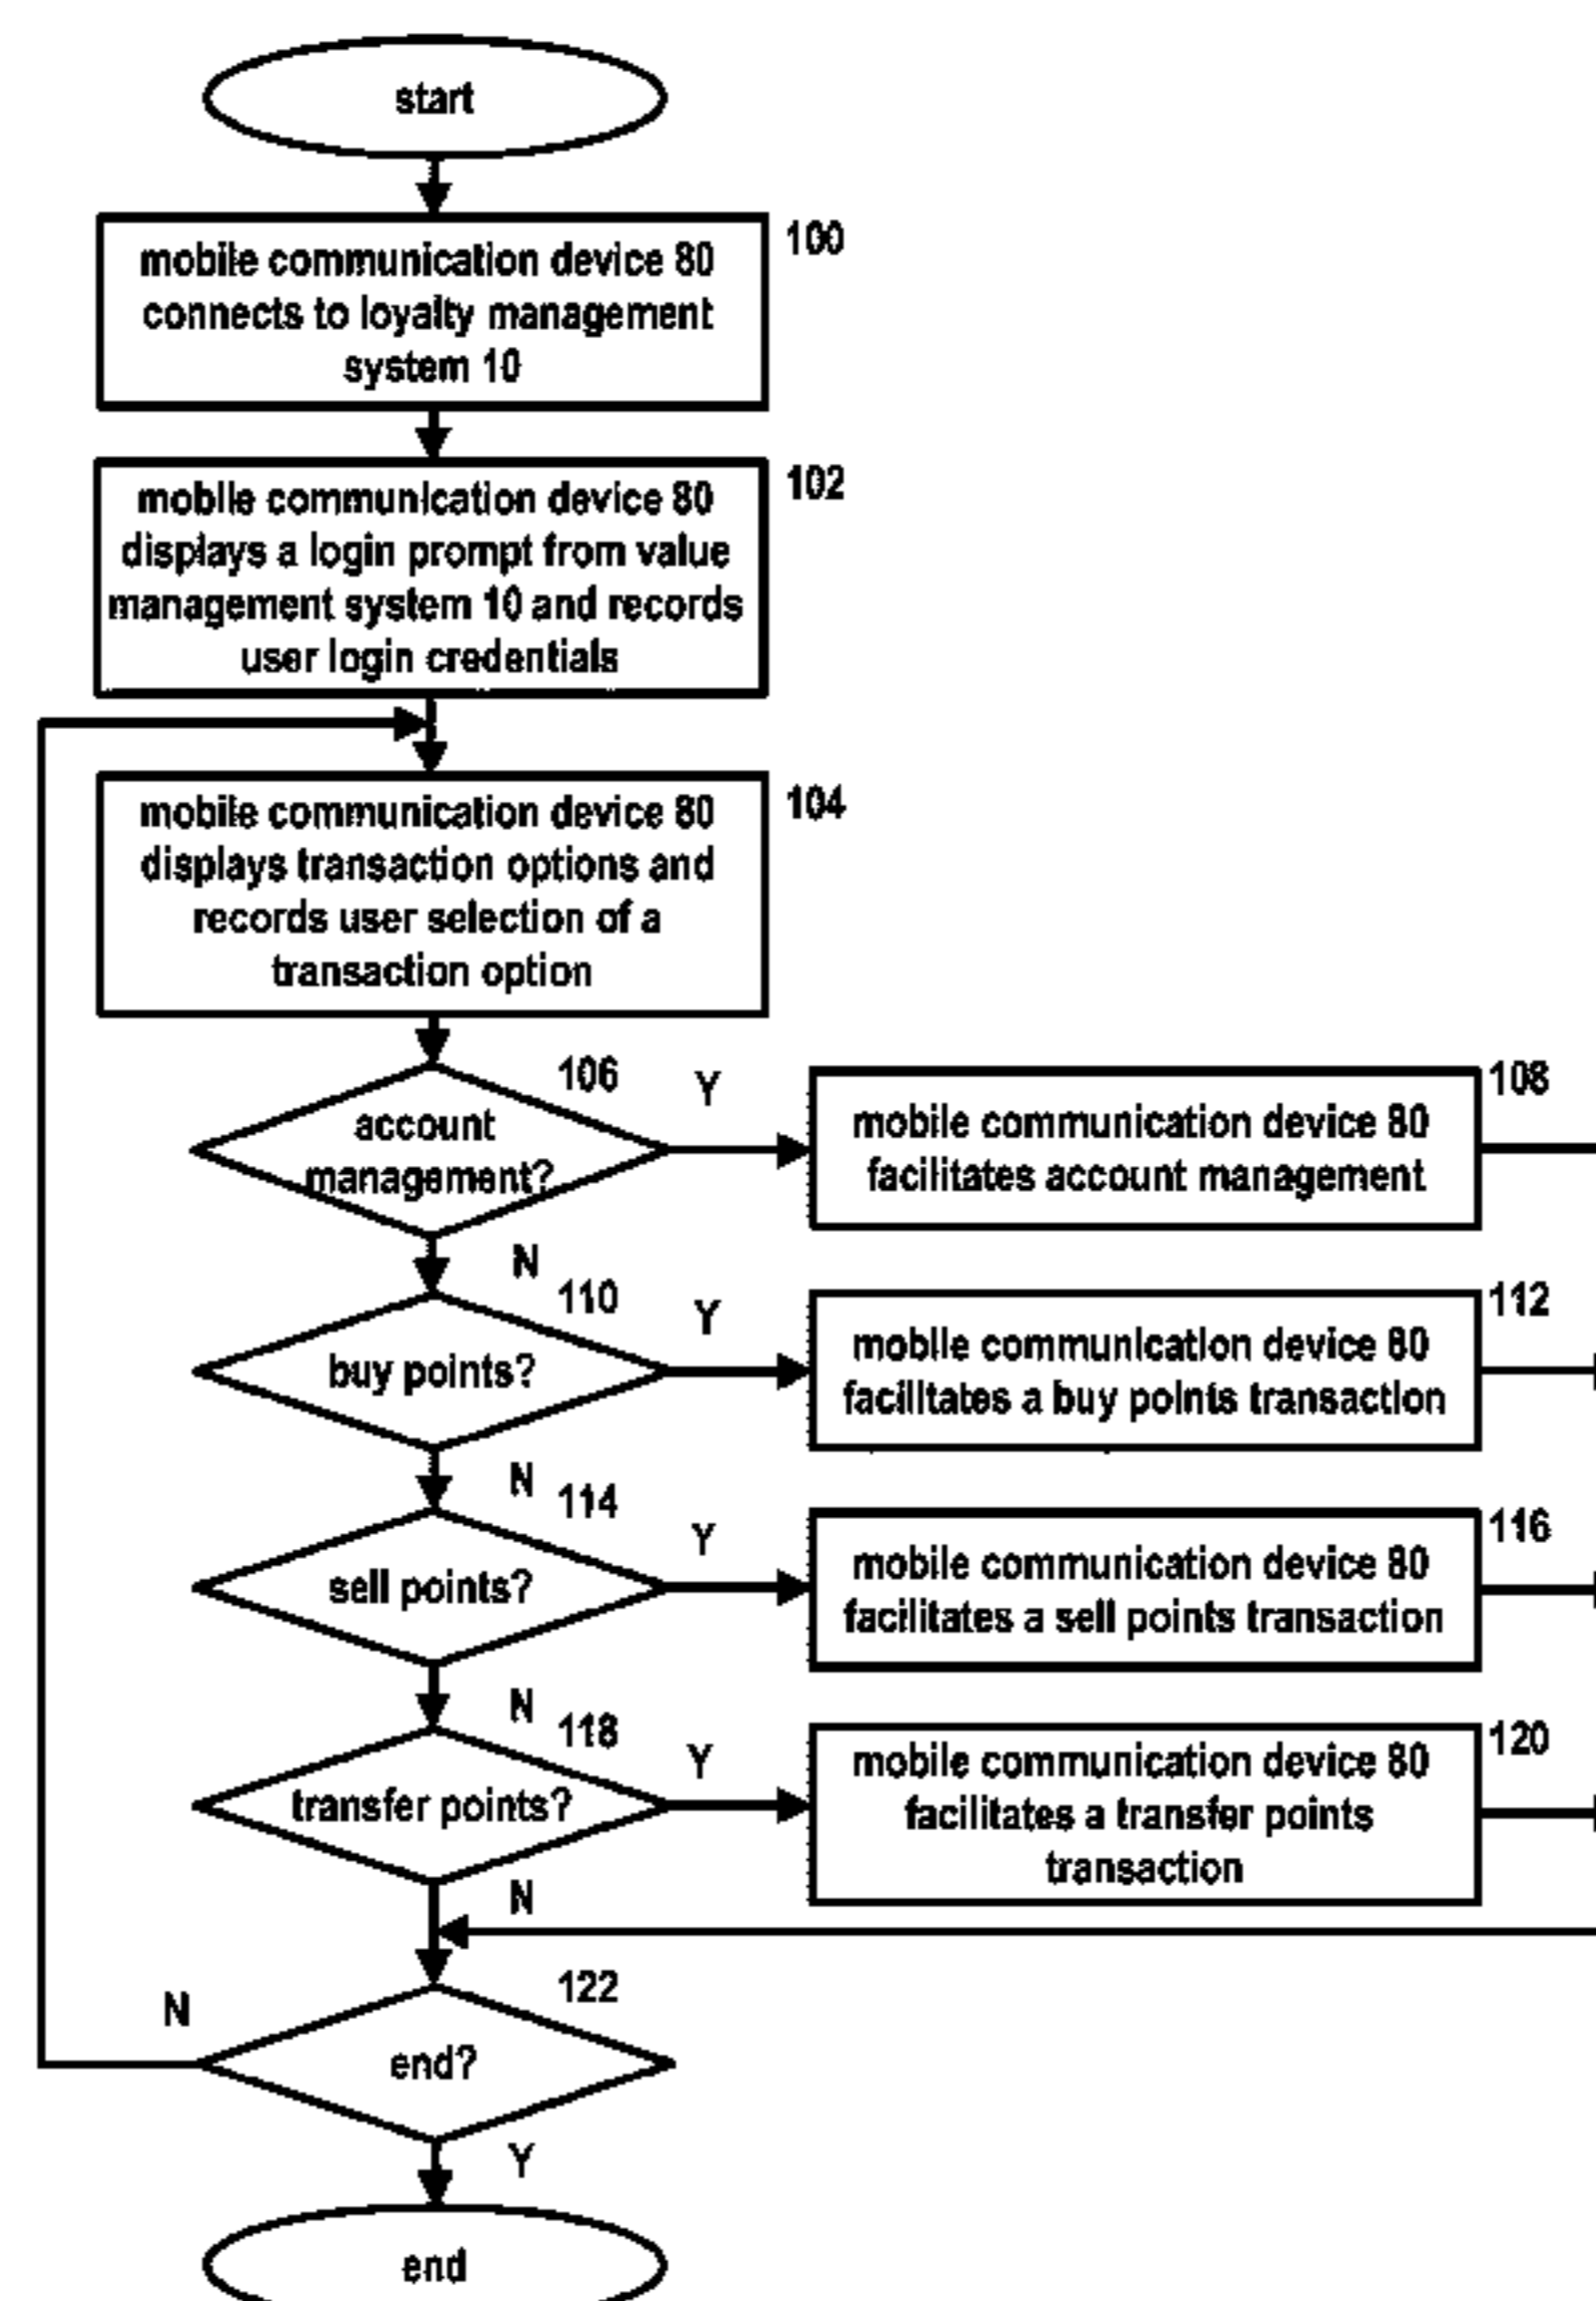 start
mobile communication device 80
connects to loyalty management
system 10
100
mobile communication device 80
displays a login prompt from value
management system 10 and records
user login credentials
102
mobile communication device 80
displays transaction options and
records user selection of a
transaction option
104
account
management?
106
Y
mobile communication device 80
facilitates account management
108
N
buy points?
110
Y
mobile communication device 80
facilitates a buy points transaction
112
N
sell points?
114
Y
mobile communication device 80
facilitates a sell points transaction
116
N
transfer points?
118
Y
mobile communication device 80
facilitates a transfer points
transaction
120
N
end?
122
N
Y
end